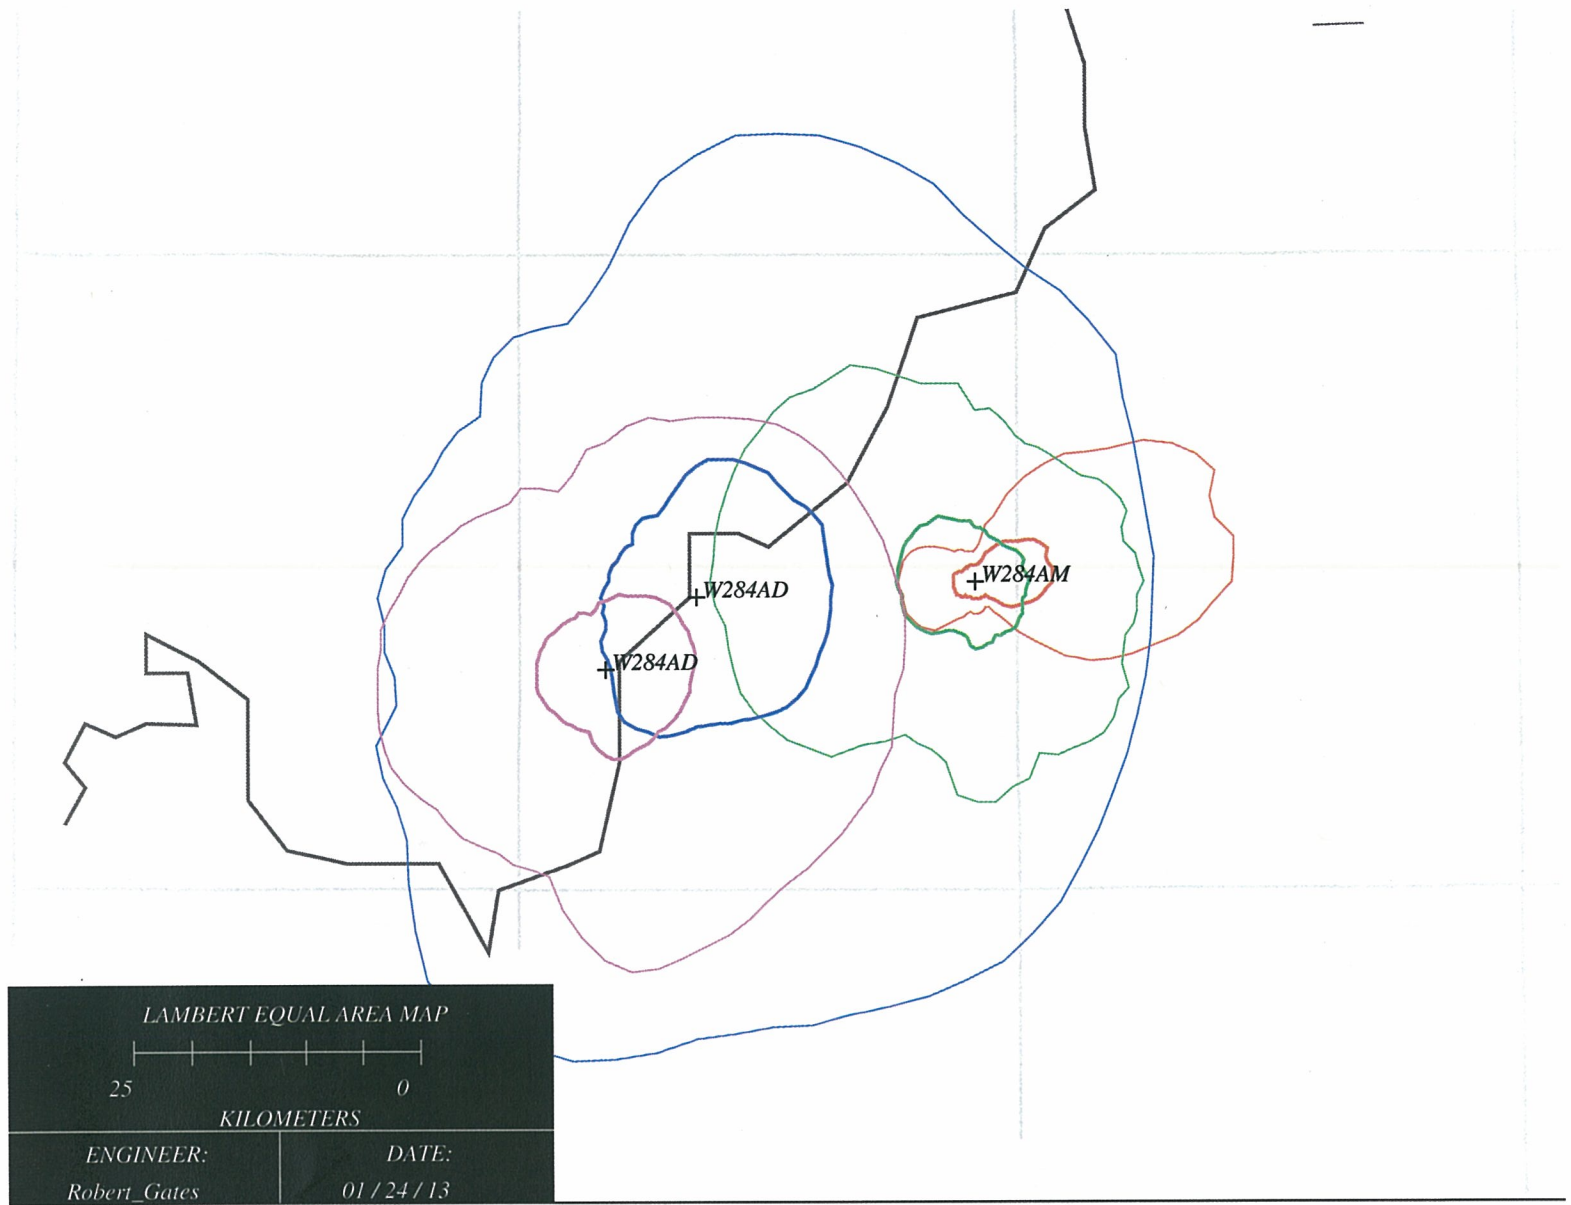 W284AM
W284AD
W284AD
LAMBERT EQUAL AREA MAP
25 0
KILOMETERS
ENGINEER: DATE:
Robert_Gates 01 / 24 / 13